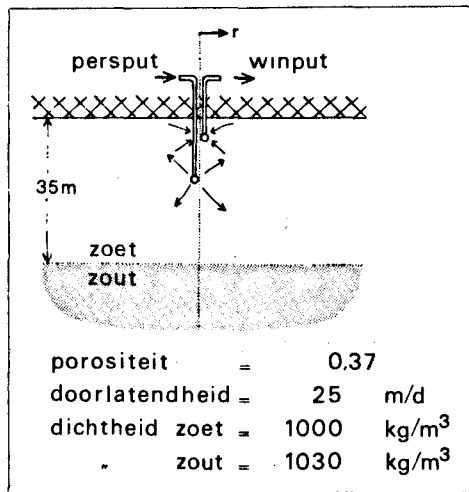 r
persput winput
35m
zoet
zout
porositeit = 0,37
doorlatendheid = 25 m/d
dichtheid zoet = 1000 kg/m³
„ zout = 1030 kg/m³